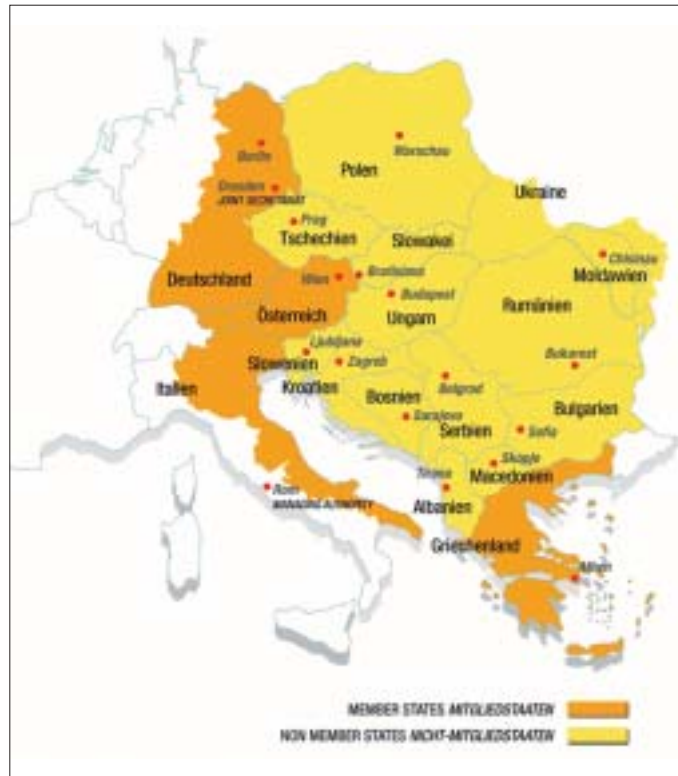 Berlin
Warschau
Polen
Dresden
JOINT SECRETARIAT
Ukraine
Prag
Tschechien
Slowakei
Chisinau
Moldawien
Deutschland
Wien
Bratislava
Budapest
Rumänien
Österreich
Ungarn
Ljubljana
Slowenien
Zagreb
Bukarest
Italien
Kroatien
Belgrad
Bosnien
Sarajevo
Bulgarien
Serbien
Sofia
Skopje
Tirana
Macedonien
Rom
MANAGING AUTHORITY
Albanien
Griechenland
Athen
MEMBER STATES MITGLIEDSTAATEN
NON MEMBER STATES NICHT-MITGLIEDSTAATEN